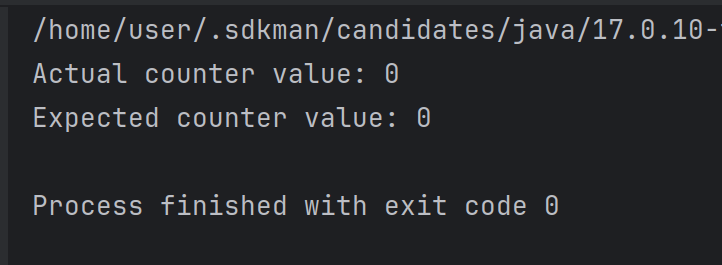 /home/user/.sdkman/candidates/java/17.0.10-
Actual counter value: 0
Expected counter value: 0
Process finished with exit code 0